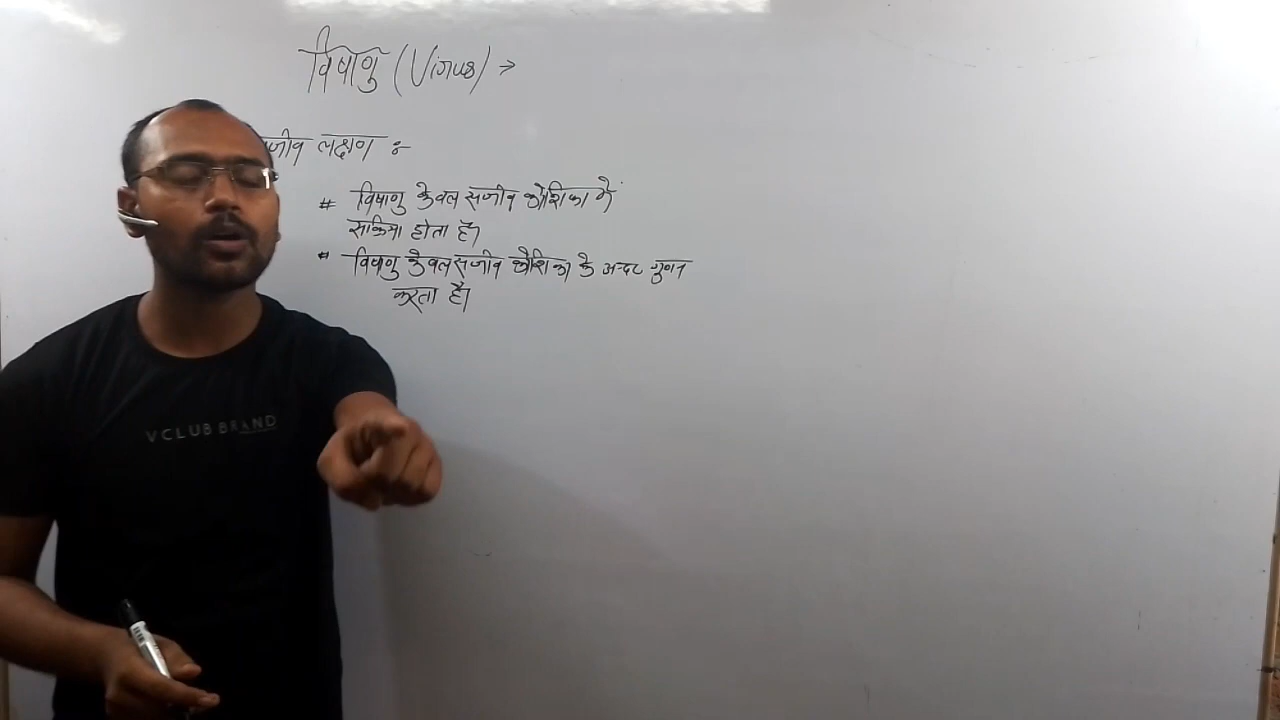 विषाणु (Virus) →
जीव लक्षण :-
# विषाणु केवल सजीव कोशिका में
सक्रिय होता है।
# विषाणु केवल सजीव कोशिका के अन्दर गुणन
करता है।
VCLUB BRAND